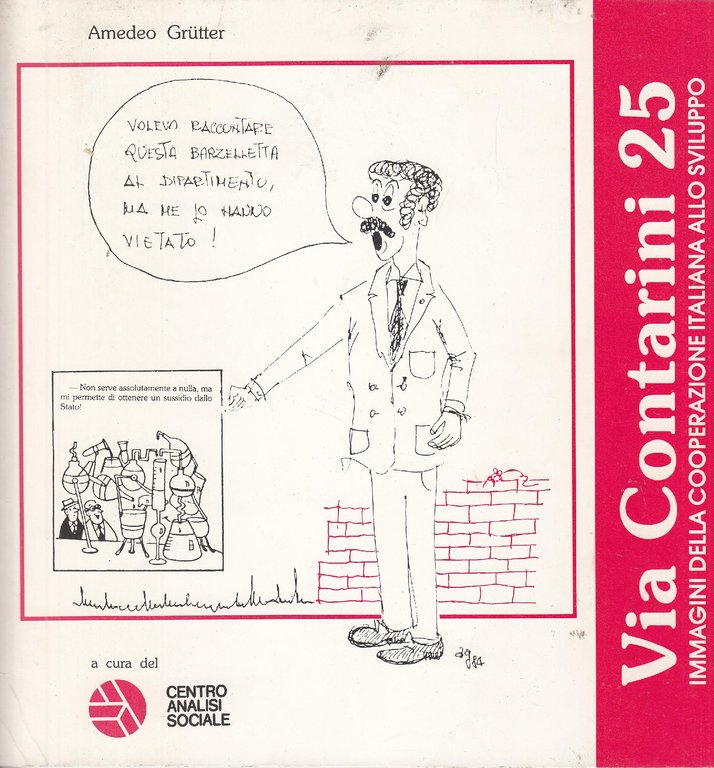 Amedeo Grütter
VOLEVO RACCONTARE
QUESTA BARZELLETTA
AL DIPARTIMENTO,
MA ME LO HANNO
VIETATO !
— Non serve assolutamente a nulla, ma
mi permette di ottenere un sussidio dallo
Stato!
ag84
a cura del
CENTRO
ANALISI
SOCIALE
Via Contarini 25
IMMAGINI DELLA COOPERAZIONE ITALIANA ALLO SVILUPPO